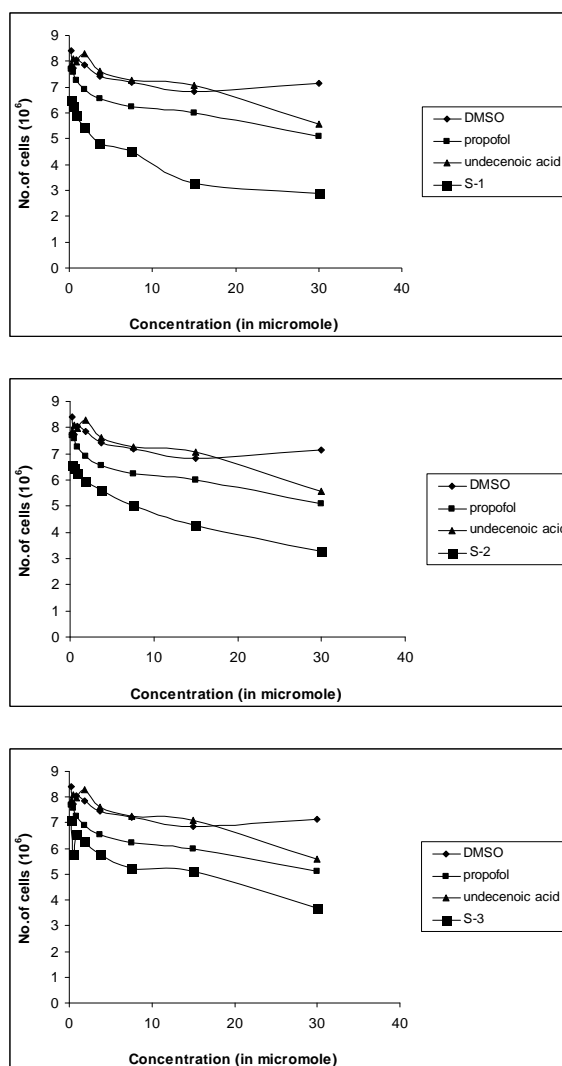 9
8
7
6
5
4
3
2
1
0
No.of cells (10⁶)
0 10 20 30 40
Concentration (in micromole)
DMSO
propofol
undecenoic acid
S-1
9
8
7
6
5
4
3
2
1
0
No.of cells (10⁶)
0 10 20 30 40
Concentration (in micromole)
DMSO
propofol
undecenoic acid
S-2
9
8
7
6
5
4
3
2
1
0
No.of cells (10⁶)
0 10 20 30 40
Concentration (in micromole)
DMSO
propofol
undecenoic acid
S-3